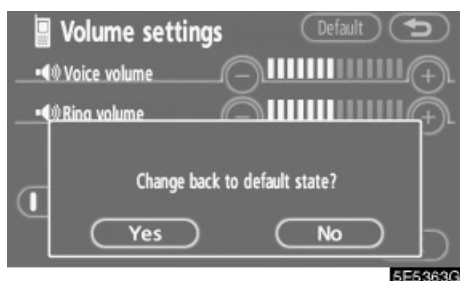 Volume settings
Default
Voice volume
Ring volume
Change back to default state?
Yes
No
5E5363G